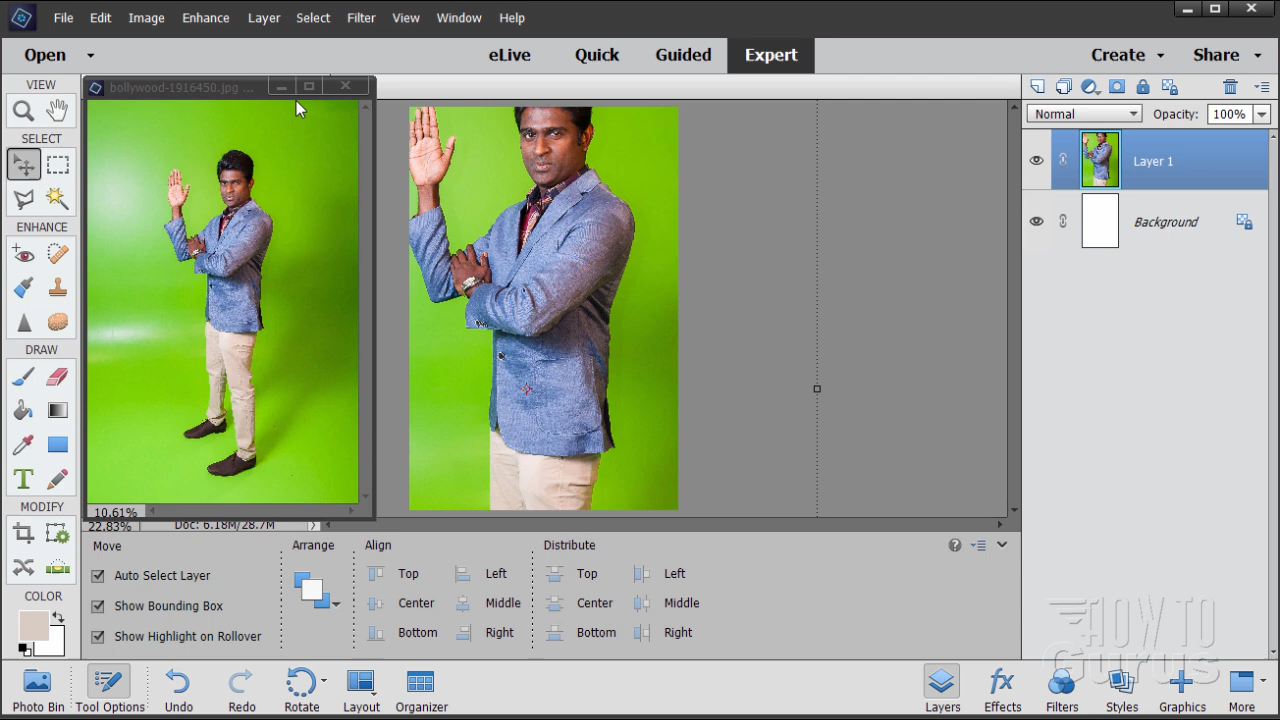 File Edit Image Enhance Layer Select Filter View Window Help
Open eLive Quick Guided Expert Create Share
VIEW
bollywood-1916450.jpg ...
SELECT
Normal Opacity: 100%
Layer 1
Background
ENHANCE
DRAW
T
MODIFY
10.61%
22.83% Doc: 6.18M/28.7M
Move Arrange Align Distribute
Auto Select Layer Top Left Top Left
Show Bounding Box Center Middle Center Middle
Show Highlight on Rollover Bottom Right Bottom Right
COLOR
HOW TO
Gurus
Photo Bin Tool Options Undo Redo Rotate Layout Organizer Layers fx Effects Filters Styles Graphics More